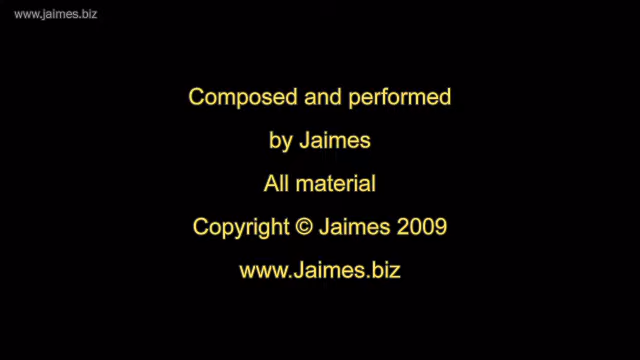 www.jaimes.biz
Composed and performed
by Jaimes
All material
Copyright © Jaimes 2009
www.Jaimes.biz